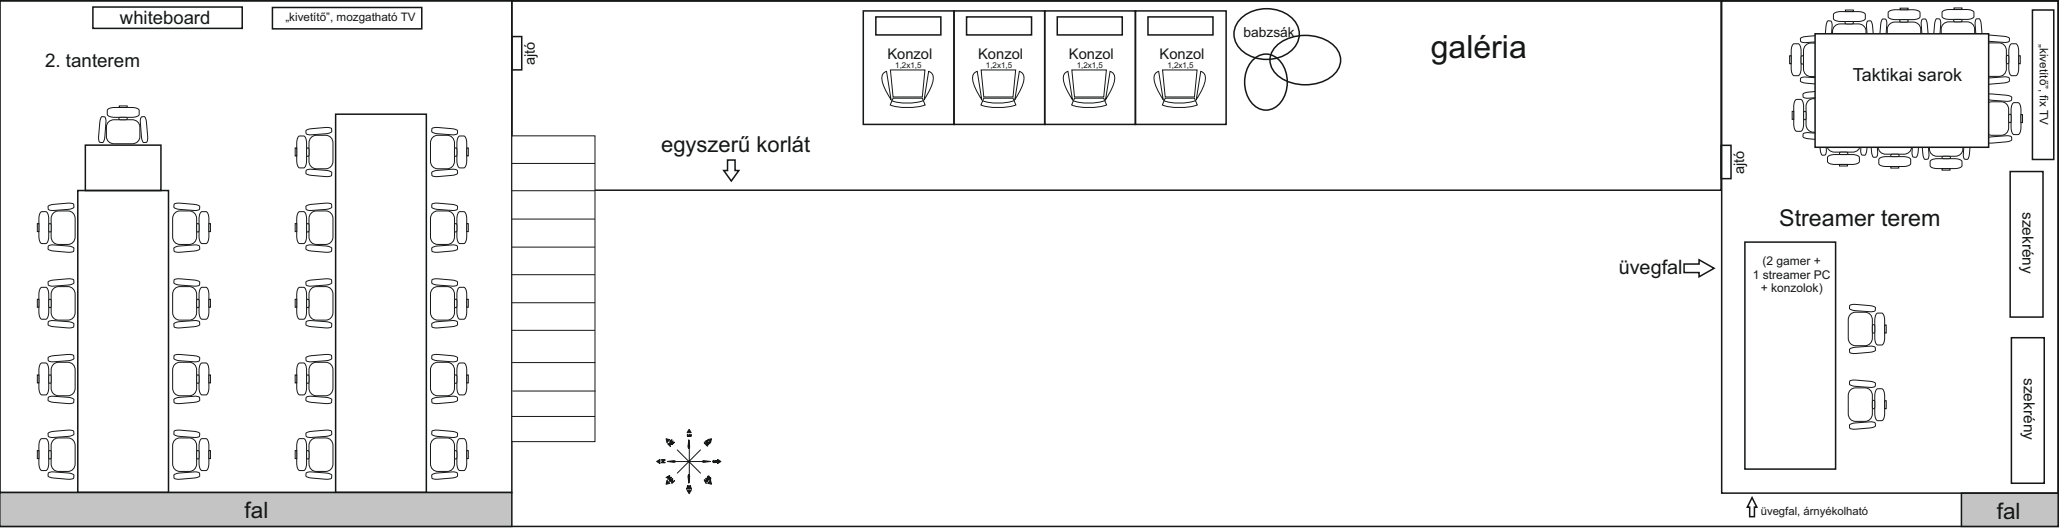 whiteboard
„kivetítő”, mozgatható TV
2. tanterem
ajtó
Konzol
1,2x1,5
Konzol
1,2x1,5
Konzol
1,2x1,5
Konzol
1,2x1,5
babzsák
galéria
Taktikai sarok
„kivetítő”, fix TV
egyszerű korlát
ajtó
Streamer terem
szekrény
üvegfal
(2 gamer +
1 streamer PC
+ konzolok)
szekrény
fal
üvegfal, árnyékolható
fal